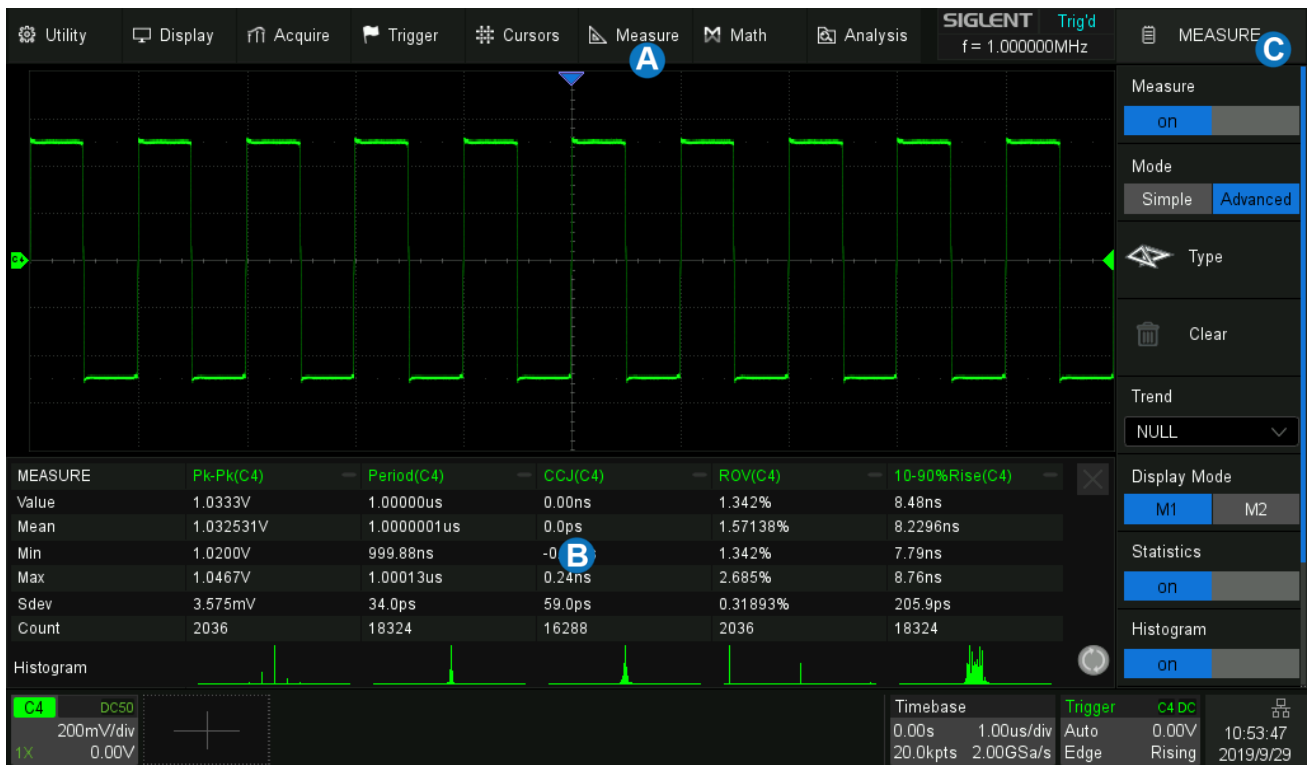 Utility Display Acquire Trigger Cursors Measure Math Analysis
SIGLENT Trig'd
f = 1.000000MHz
MEASURE
A
C
Measure
on
Mode
Simple Advanced
Type
Clear
Trend
NULL
Display Mode
M1 M2
Statistics
on
Histogram
on
C4
MEASURE Pk-Pk(C4) Period(C4) CCJ(C4) ROV(C4) 10-90%Rise(C4)
Value 1.0333V 1.00000us 0.00ns 1.342% 8.48ns
Mean 1.032531V 1.0000001us 0.0ps 1.57138% 8.2296ns
Min 1.0200V 999.88ns 1.342% 7.79ns
B
Max 1.0467V 1.00013us 0.24ns 2.685% 8.76ns
Sdev 3.575mV 34.0ps 59.0ps 0.31893% 205.9ps
Count 2036 18324 16288 2036 18324
Histogram
C4 DC50
200mV/div
1X 0.00V
Timebase
0.00s 1.00us/div
20.0kpts 2.00GSa/s
Trigger C4 DC
Auto 0.00V
Edge Rising
10:53:47
2019/9/29